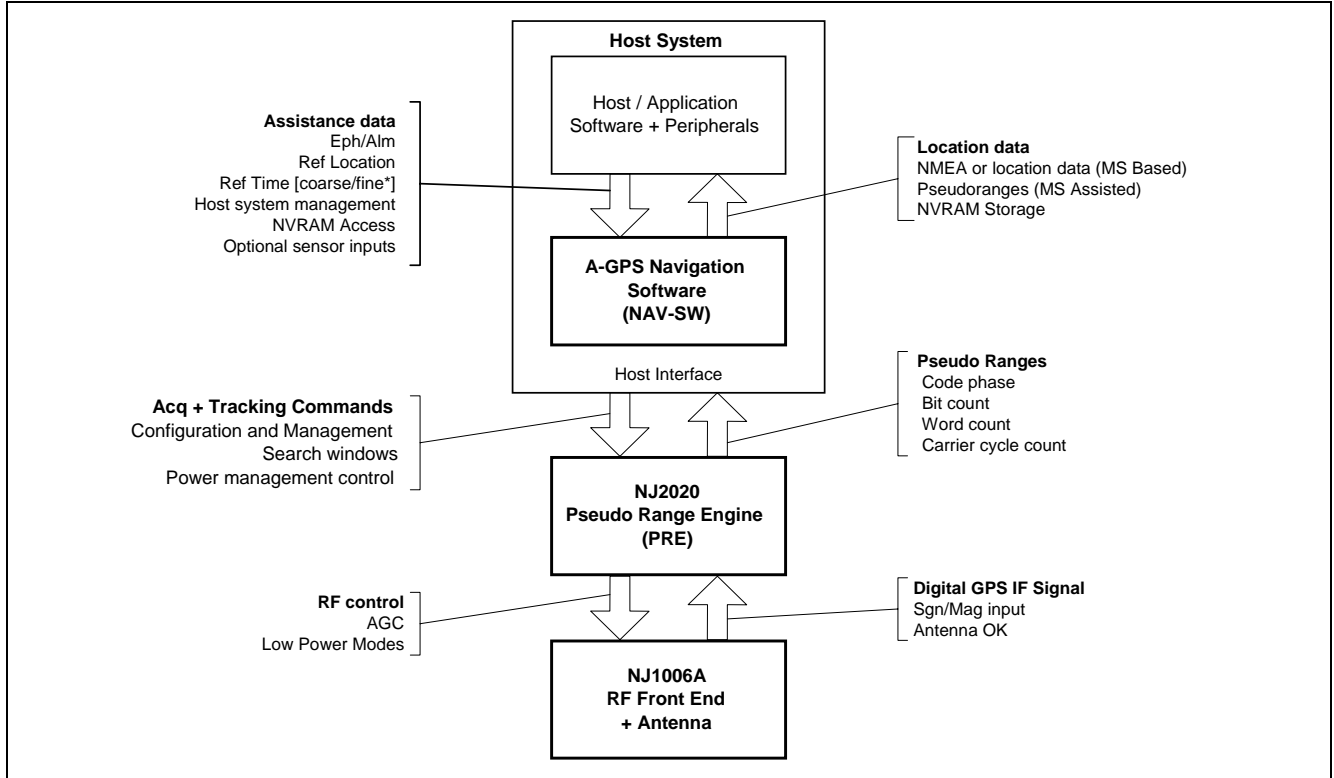 Host System
Host / Application
Software + Peripherals
Assistance data
Eph/Alm
Ref Location
Ref Time [coarse/fine*]
Host system management
NVRAM Access
Optional sensor inputs
Location data
NMEA or location data (MS Based)
Pseudoranges (MS Assisted)
NVRAM Storage
A-GPS Navigation
Software
(NAV-SW)
Host Interface
Acq + Tracking Commands
Configuration and Management
Search windows
Power management control
Pseudo Ranges
Code phase
Bit count
Word count
Carrier cycle count
NJ2020
Pseudo Range Engine
(PRE)
RF control
AGC
Low Power Modes
Digital GPS IF Signal
Sgn/Mag input
Antenna OK
NJ1006A
RF Front End
+ Antenna